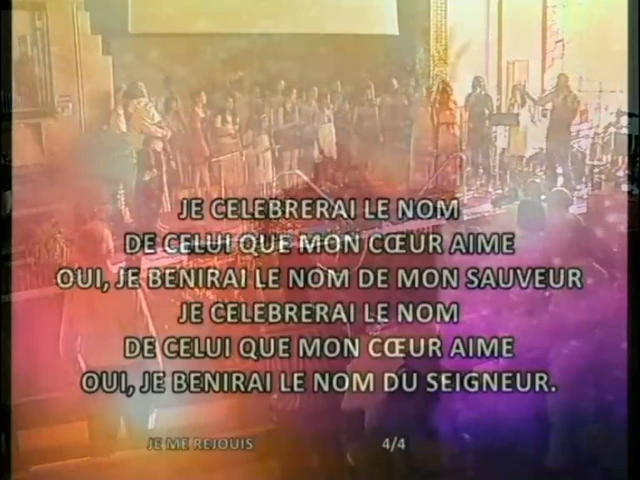 JE CELEBRERAI LE NOM
DE CELUI QUE MON CŒUR AIME
OUI, JE BENIRAI LE NOM DE MON SAUVEUR
JE CELEBRERAI LE NOM
DE CELUI QUE MON CŒUR AIME
OUI, JE BENIRAI LE NOM DU SEIGNEUR.
JE ME REJOUIS 4/4